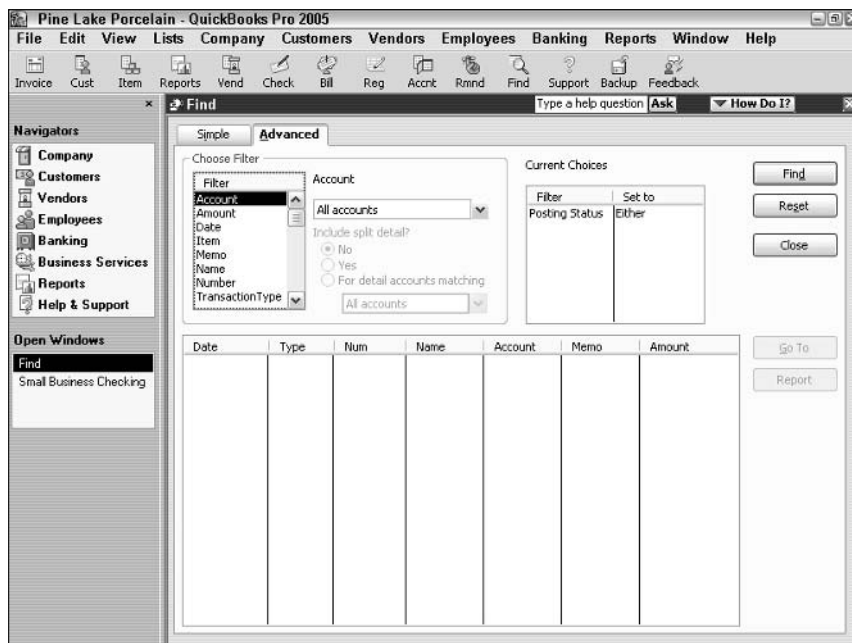 Pine Lake Porcelain - QuickBooks Pro 2005
File Edit View Lists Company Customers Vendors Employees Banking Reports Window Help
Invoice Cust Item Reports Vend Check Bill Reg Accnt Rmnd Find Support Backup Feedback
Find Type a help question Ask How Do I?
Navigators
Company
Customers
Vendors
Employees
Banking
Business Services
Reports
Help & Support
Open Windows
Find
Small Business Checking
Simple Advanced
Choose Filter
Filter
Account
Amount
Date
Item
Memo
Name
Number
TransactionType
Account
All accounts
Include split detail?
No
Yes
For detail accounts matching
All accounts
Current Choices
Filter Set to
Posting Status Either
Find
Reset
Close
Date Type Num Name Account Memo Amount
Go To
Report